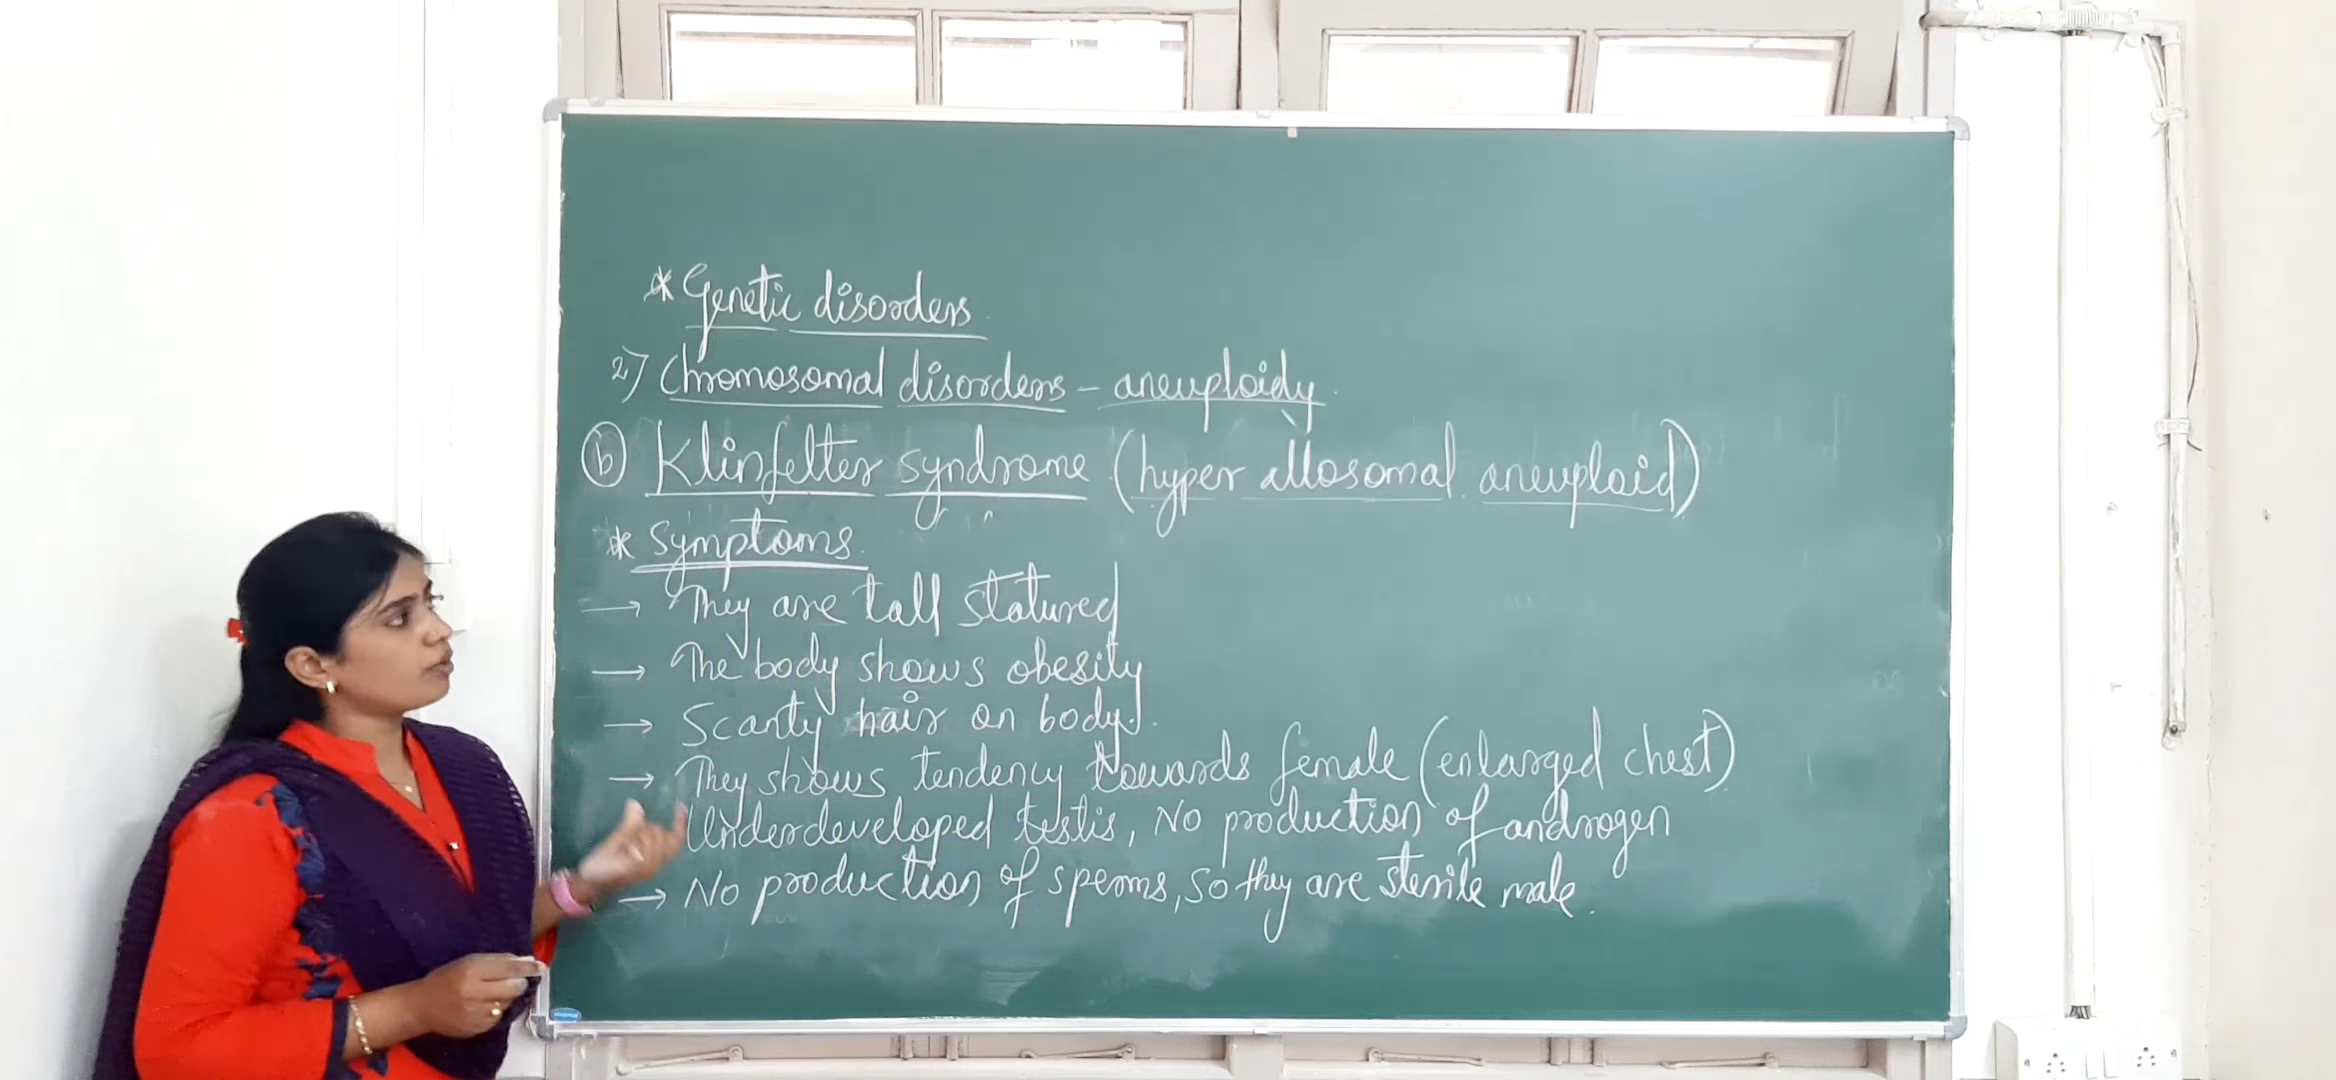 * Genetic disorders.
2) Chromosomal disorders - aneuploidy.
(b) Klinfelter syndrome (hyper allosomal aneuploid)
* Symptoms.
→ They are tall statured
→ The body shows obesity
→ Scanty hair on body.
→ They shows tendency towards female (enlarged chest)
Underdeveloped testis, No production of androgen
→ No production of sperms, so they are sterile male.